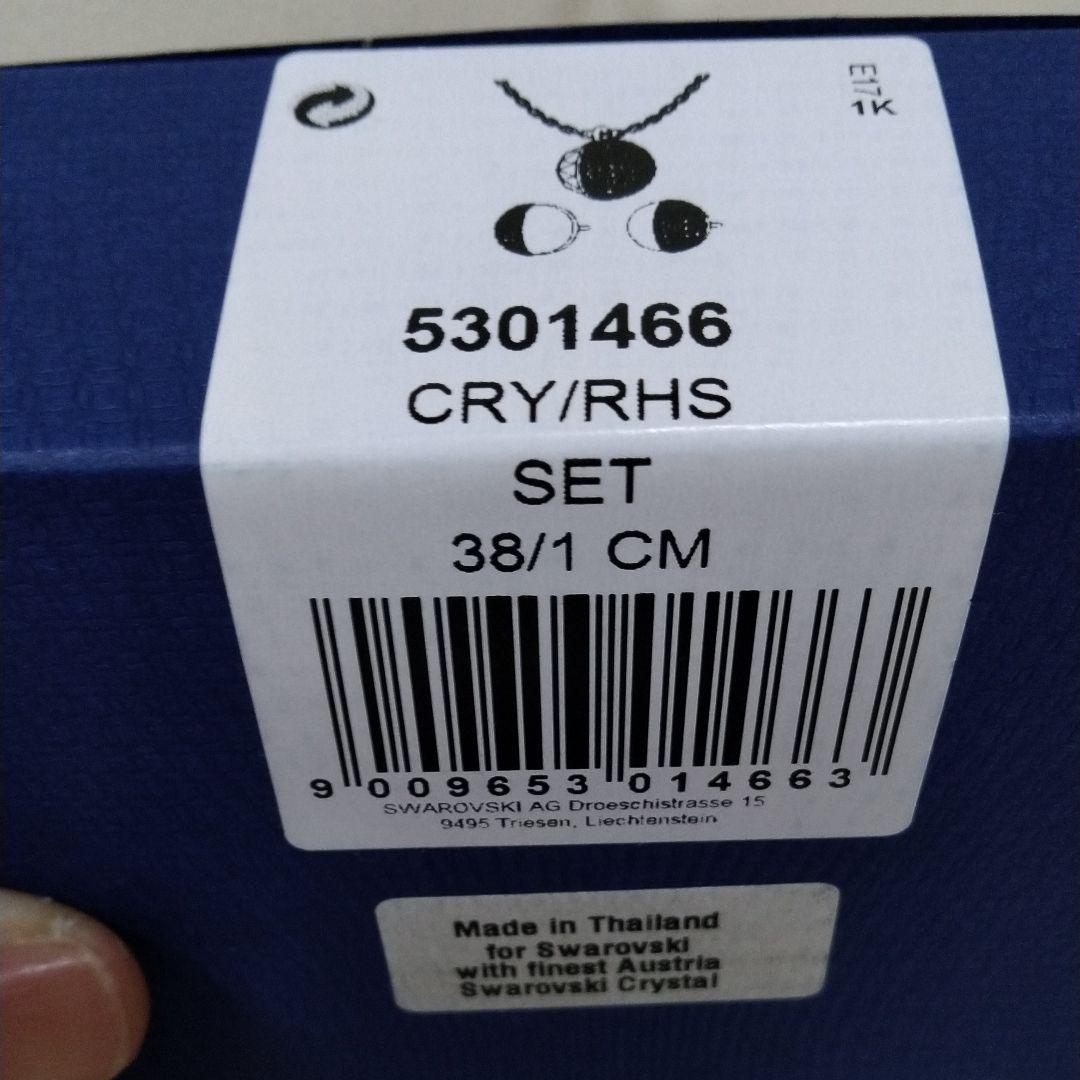 E17
1K
5301466
CRY/RHS
SET
38/1 CM
9 009653 014663
SWAROVSKI AG Droeschistrasse 15
9495 Triesen, Liechtenstein
Made in Thailand
for Swarovski
with finest Austria
Swarovski Crystal